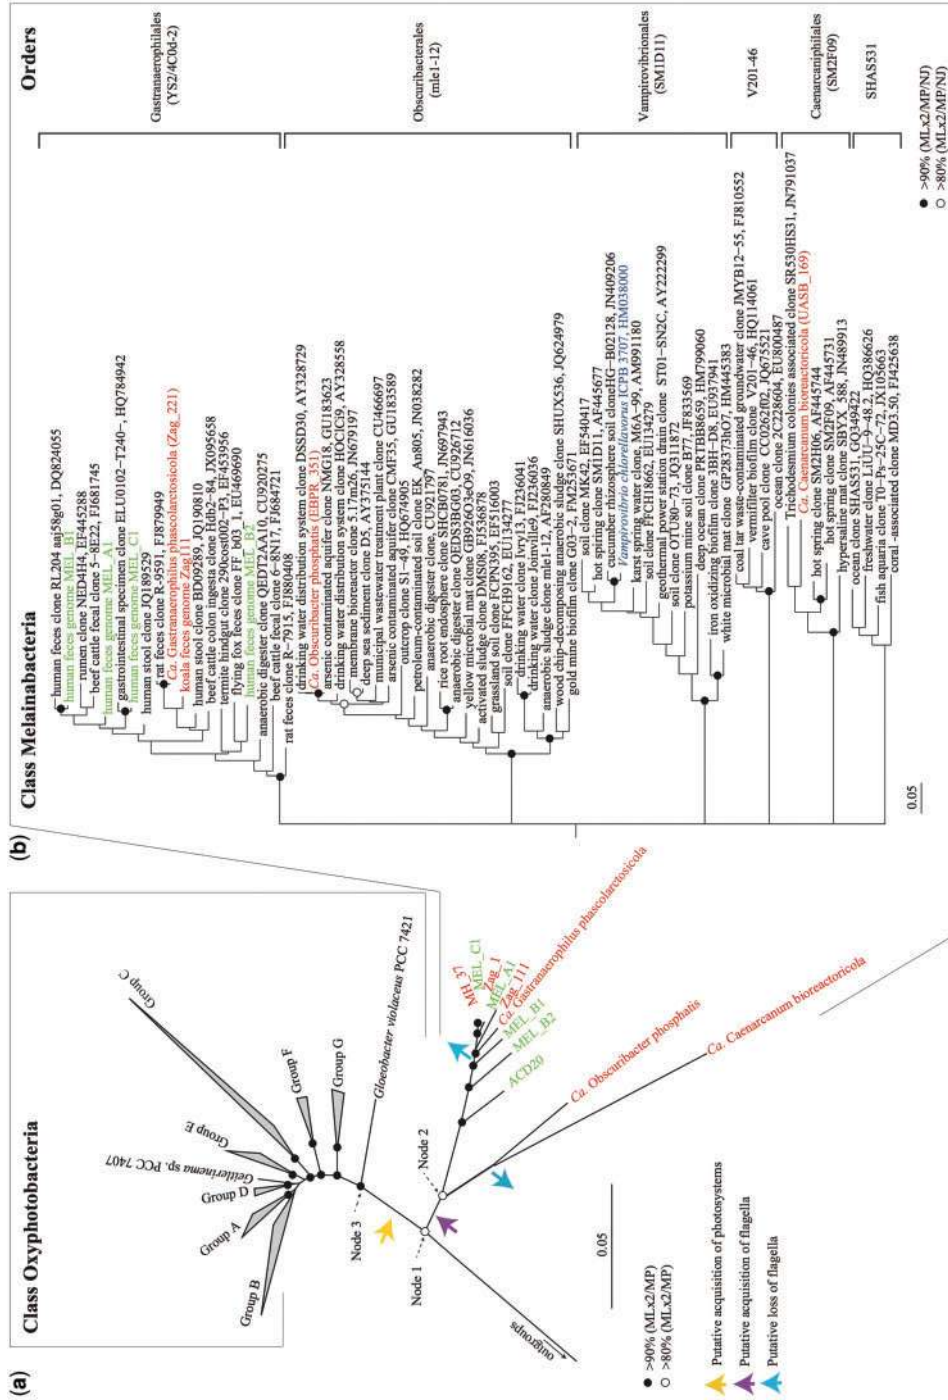 (a)
Class Oxyphotobacteria
Group C
Group E
Group F
Group G
Geitlerinema sp. PCC 7407
Group D
Group A
Group B
Gloeobacter violaceus PCC 7421
Node 3
Node 1
Node 2
outgroups
MH_37
MEL_C1
Zag_1
MEL_A1
Zag_111
Ca. Gastranaerophilus phascolarctosicola
MEL_B1
MEL_B2
ACD20
Ca. Obscuribacter phosphatis
Ca. Caenarcanum bioreactoricola
0.05
>90% (MLx2/MP)
>80% (MLx2/MP)
Putative acquisition of photosystems
Putative acquisition of flagella
Putative loss of flagella
(b)
Class Melainabacteria
Orders
human feces clone RL204 aaj58g01, DQ824055
human feces genome MEL_B1
rumen clone NED4H4, EF445288
beef cattle fecal clone 5-8E22, FJ681745
human feces genome MEL_A1
gastrointestinal specimen clone ELU0102-T240-, HQ784942
human feces genome MEL_C1
human stool clone JQ189529
rat feces clone R-9591, FJ879949
Ca. Gastranaerophilus phascolarctosicola (Zag_221)
koala feces genome Zag111
human stool clone BD09289, JQ190810
beef cattle colon ingesta clone Hdb2-84, JX095658
termite hindgut clone 290cost002-P3, EF453956
flying fox feces clone FF_b03_1, EU469690
human feces genome MEL_B2
anaerobic digester clone QEDT2AA10, CU920275
beef cattle fecal 6-8N17, FJ684721
rat feces clone R-7915, FJ880408
Gastranaerophilales
(YS2/4C0d-2)
drinking water distribution system clone DSSD30, AY328729
Ca. Obscuribacter phosphatis (EBPR_351)
arsenic contaminated aquifer clone NMG18, GU183623
drinking water distribution system clone HOCICi29, AY328558
membrane bioreactor clone 5.17m26, JN679197
deep sea sediment D5, AY375144
municipal wastewater treatment plant clone CU466697
arsenic contaminated aquifer clone CMF35, GU183589
outcrop clone S1-49, HQ674905
petroleum-contaminated soil clone EK_An805, JN038282
anaerobic digester clone, CU921797
rice root endosphere clone SHCB0781, JN697943
anaerobic digester clone QEDS3BG03, CU926712
yellow microbial mat clone GB926O3eO9, JN616036
activated sludge clone DMS08, FJ536878
grassland soil clone FCPN395, EF516003
soil clone FFCH9162, EU134277
drinking water clone Ivry13, FJ236041
drinking water clone Joinville9, FJ236036
anaerobic sludge clone mle1-12, AF280849
wood chip-decomposing anaerobic sludge clone SHUX536, JQ624979
gold mine biofilm clone G03-2, FM253671
Obscuribacterales
(mle1-12)
soil clone MK42, EF540417
hot spiring clone SM1D11, AF445677
cucumber rhizosphere soil cloneHG-B02128, JN409206
Vampirovibrio chlorellavorus ICPB 3707, HM038000
karst spring water clone, M6A-99, AM991180
soil clone FFCH18662, EU134279
geothermal power station drain clone ST01-SN2C, AY222299
soil clone OTU80-73, JQ311872
potassium mine soil clone B77, JF833569
deep ocean clone PRTBB8659, HM799060
iron oxidizing biofilm clone 3BH-D8, EU937941
white microbial mat clone GP28373hO7, HM445383
Vampirovibrionales
(SM1D11)
coal tar waste-contaminated groundwater clone JMYB12-55, FJ810552
vermifilter biofilm clone V201-46, HQ114061
cave pool clone C0262ff02, JQ675521
ocean clone 2C228604, EU800487
V201-46
Trichodesmium colonies associated clone SR530HS31, JN791037
Ca. Caenarcanum bioreactoricola (UASB_169)
hot spring clone SM2H06, AF445744
hot spring clone SM2F09, AF445731
hypersaline mat clone SBYX_588, JN489913
Caenarcaniphilales
(SM2F09)
ocean clone SHAS531, GQ349422
freshwater clone LiUU-9-48.2, HQ386626
fish aquaria clone T0-Ps-25C-72, JX105663
coral-associated clone MD3.50, FJ425638
SHAS531
0.05
>90% (MLx2/MP/NJ)
>80% (MLx2/MP/NJ)